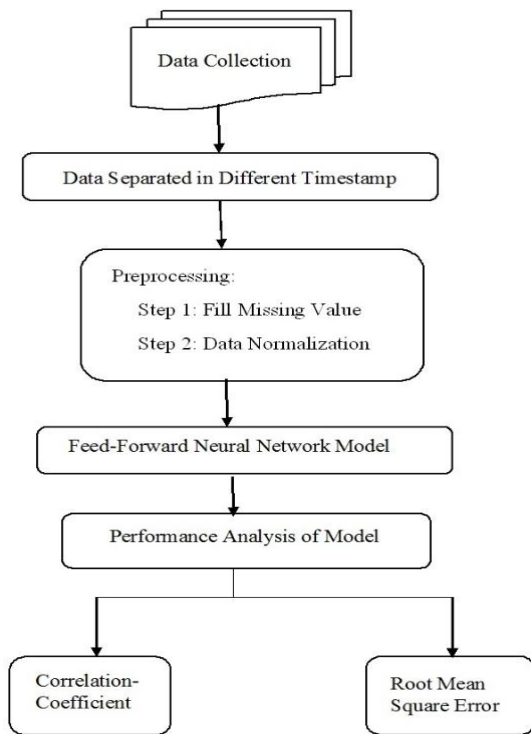 Data Collection
Data Separated in Different Timestamp
Preprocessing:
Step 1: Fill Missing Value
Step 2: Data Normalization
Feed-Forward Neural Network Model
Performance Analysis of Model
Correlation-
Coefficient
Root Mean
Square Error